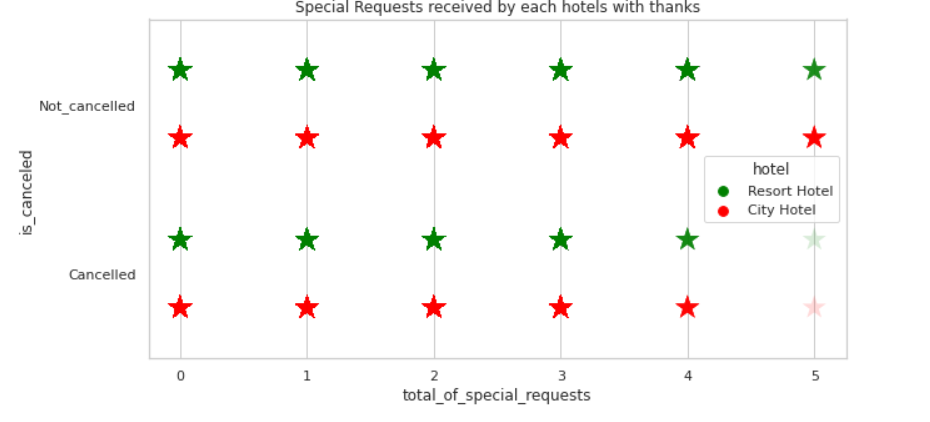 Special Requests received by each hotels with thanks
Not_cancelled
is_canceled
hotel
Resort Hotel
City Hotel
Cancelled
0 1 2 3 4 5
total_of_special_requests